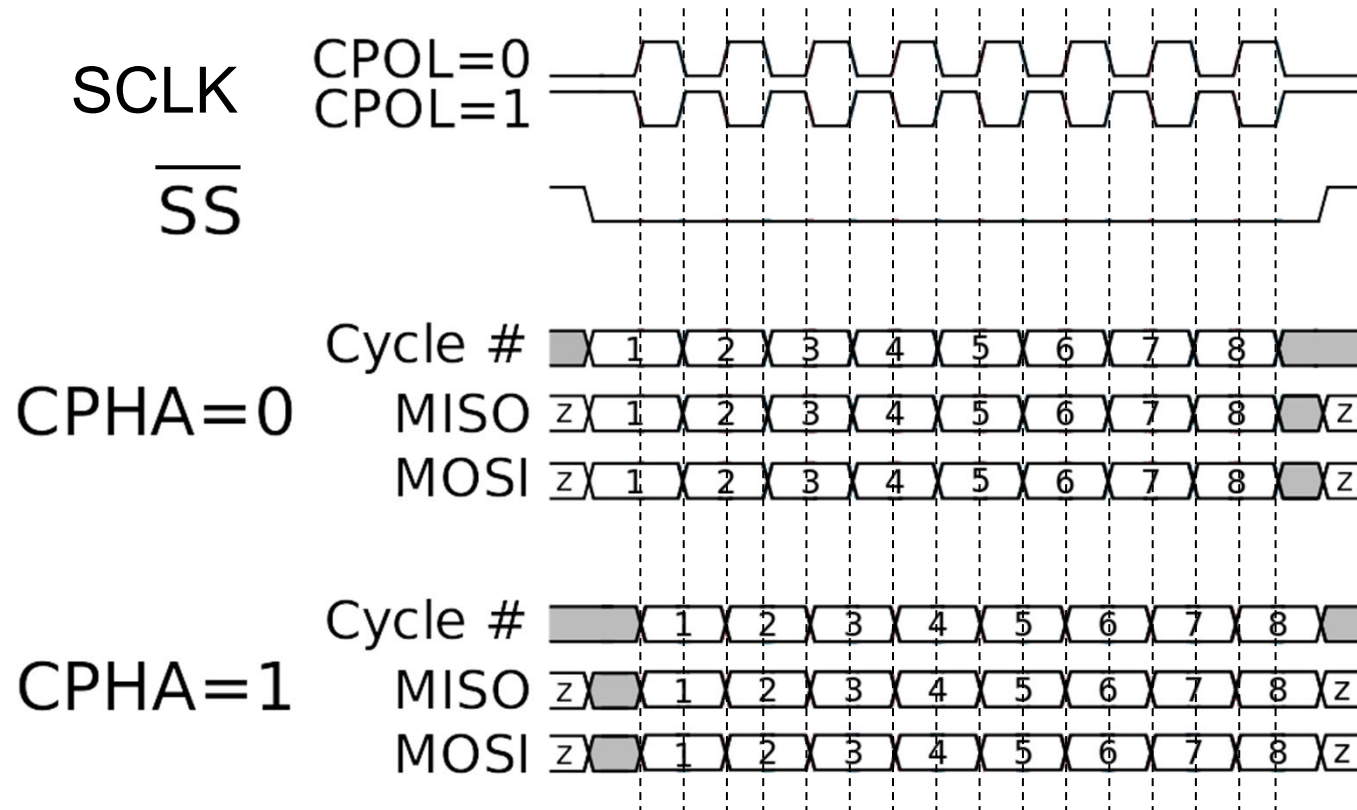 CPOL=0
SCLK
CPOL=1
SS
Cycle # 1 2 3 4 5 6 7 8
CPHA=0
MISO z 1 2 3 4 5 6 7 8 z
MOSI z 1 2 3 4 5 6 7 8 z
Cycle # 1 2 3 4 5 6 7 8
CPHA=1
MISO z 1 2 3 4 5 6 7 8 z
MOSI z 1 2 3 4 5 6 7 8 z